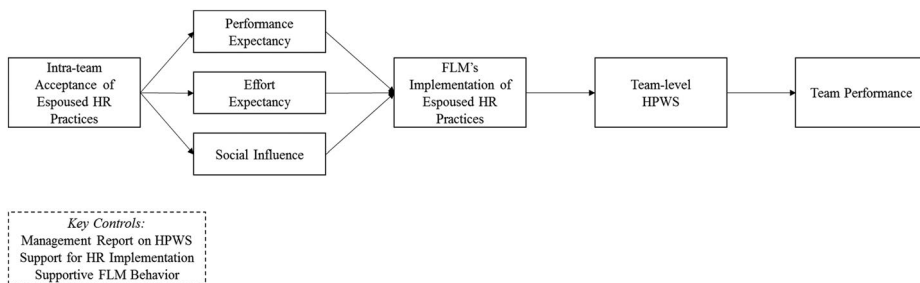 Intra-team
Acceptance of
Espoused HR
Practices
Performance
Expectancy
Effort
Expectancy
Social Influence
FLM's
Implementation of
Espoused HR
Practices
Team-level
HPWS
Team Performance
Key Controls:
Management Report on HPWS
Support for HR Implementation
Supportive FLM Behavior